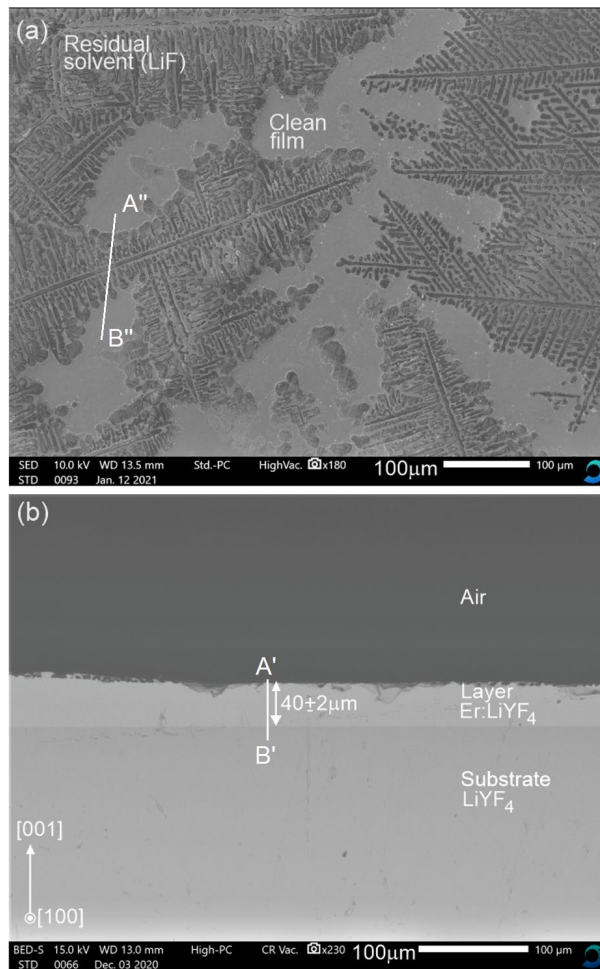 (a)
Residual
solvent (LiF)
Clean
film
A"
B"
SED 10.0 kV WD 13.5 mm Std.-PC HighVac. x180 100μm 100 μm
STD 0093 Jan. 12 2021
(b)
Air
A'
40±2μm
Layer
Er:LiYF4
B'
Substrate
LiYF4
[001]
[100]
BED-S 15.0 kV WD 13.0 mm High-PC CR Vac. x230 100μm 100 μm
STD 0066 Dec. 03 2020